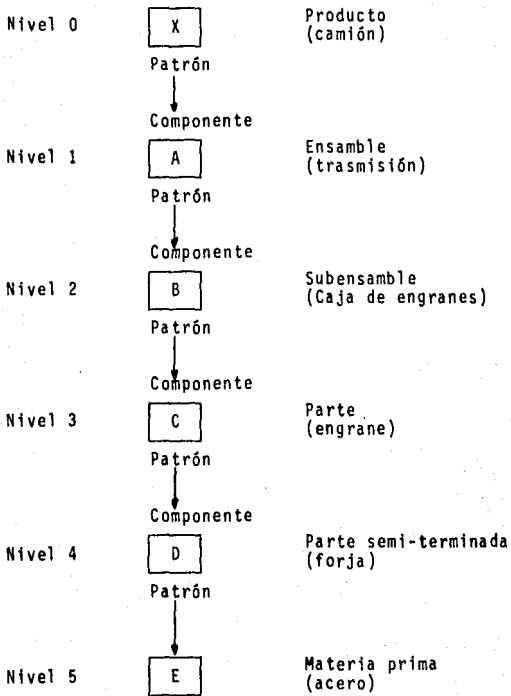 Nivel 0 X Producto
(camión)
Patrón
Componente
Nivel 1 A Ensamble
(trasmisión)
Patrón
Componente
Nivel 2 B Subensamble
(Caja de engranes)
Patrón
Componente
Nivel 3 C Parte
(engrane)
Patrón
Componente
Nivel 4 D Parte semi-terminada
(forja)
Patrón
Nivel 5 E Materia prima
(acero)